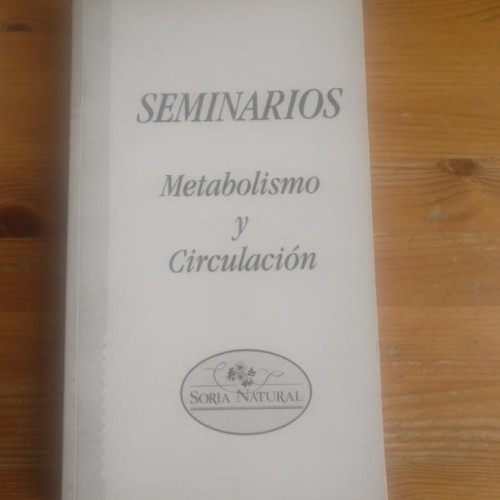 SEMINARIOS
Metabolismo
y
Circulación
SORIA NATURAL